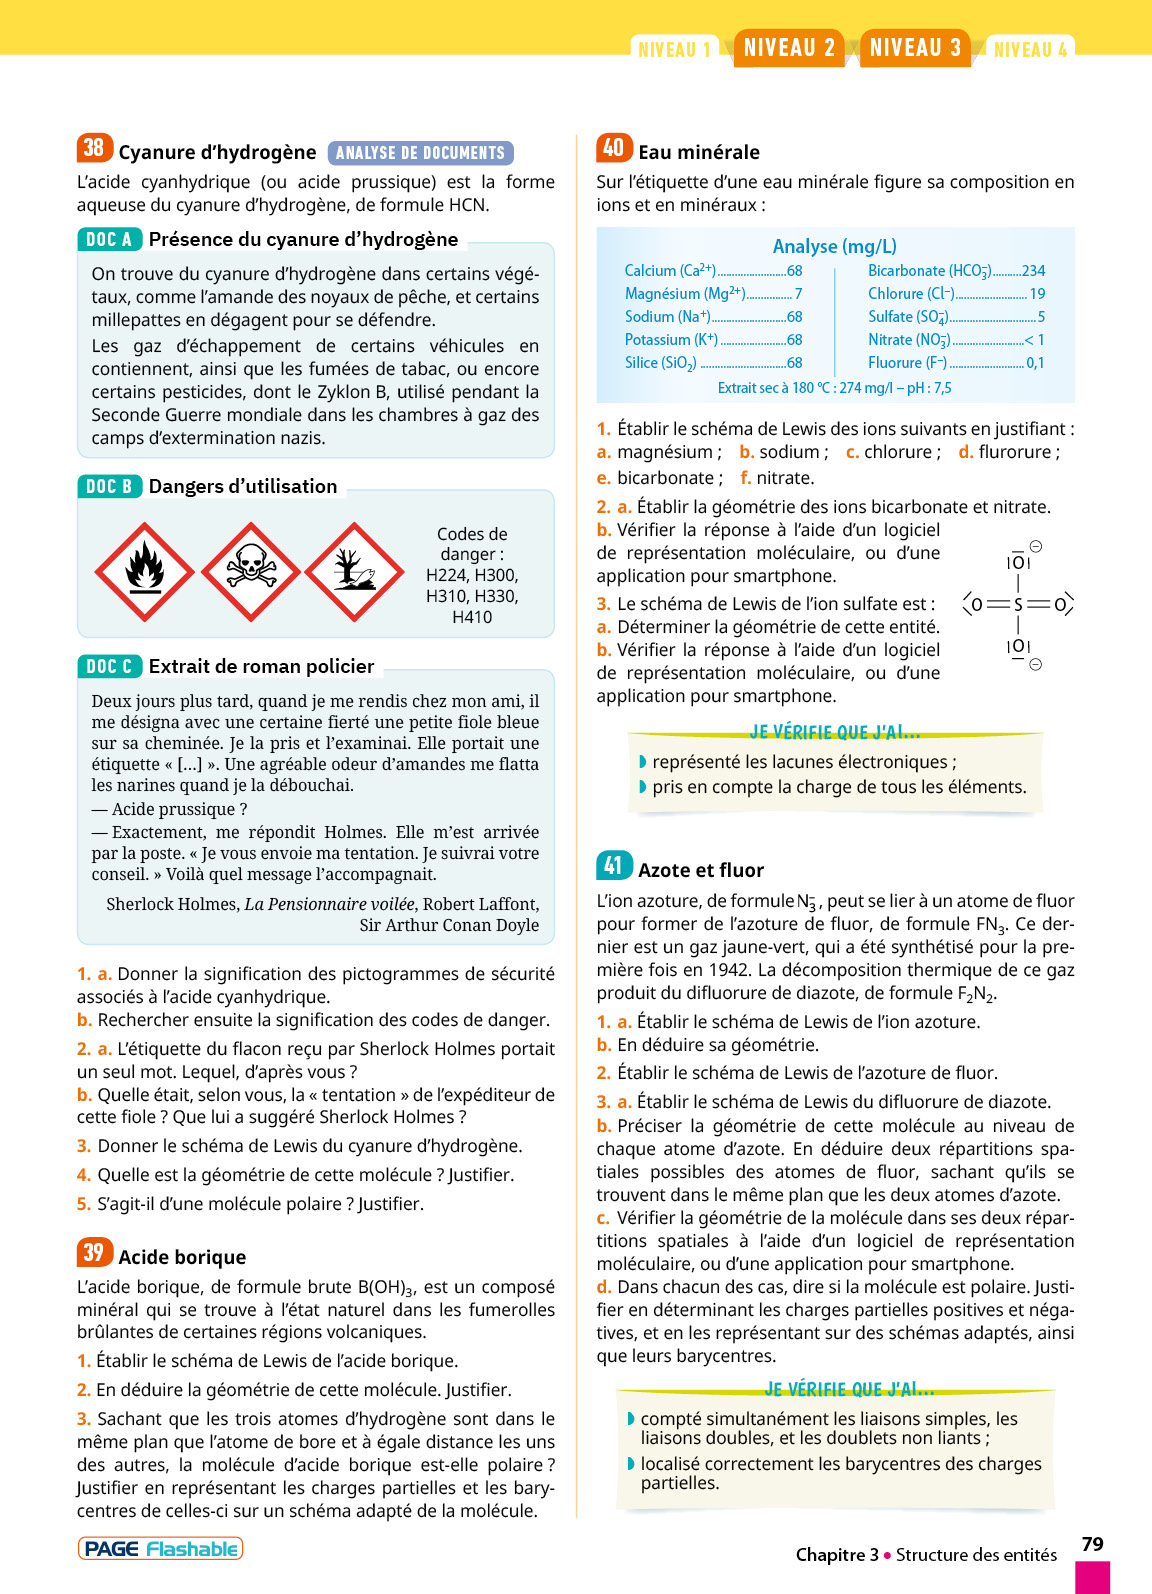 NIVEAU 1 NIVEAU 2 NIVEAU 3 NIVEAU 4
38 Cyanure d’hydrogène ANALYSE DE DOCUMENTS
L’acide cyanhydrique (ou acide prussique) est la forme
aqueuse du cyanure d’hydrogène, de formule HCN.
DOC A Présence du cyanure d’hydrogène
On trouve du cyanure d’hydrogène dans certains végé-
taux, comme l’amande des noyaux de pêche, et certains
millepattes en dégagent pour se défendre.
Les gaz d’échappement de certains véhicules en
contiennent, ainsi que les fumées de tabac, ou encore
certains pesticides, dont le Zyklon B, utilisé pendant la
Seconde Guerre mondiale dans les chambres à gaz des
camps d’extermination nazis.
DOC B Dangers d’utilisation
Codes de
danger :
H224, H300,
H310, H330,
H410
DOC C Extrait de roman policier
Deux jours plus tard, quand je me rendis chez mon ami, il
me désigna avec une certaine fierté une petite fiole bleue
sur sa cheminée. Je la pris et l’examinai. Elle portait une
étiquette « [...] ». Une agréable odeur d’amandes me flatta
les narines quand je la débouchai.
— Acide prussique ?
— Exactement, me répondit Holmes. Elle m’est arrivée
par la poste. « Je vous envoie ma tentation. Je suivrai votre
conseil. » Voilà quel message l’accompagnait.
Sherlock Holmes, La Pensionnaire voilée, Robert Laffont,
Sir Arthur Conan Doyle
1. a. Donner la signification des pictogrammes de sécurité
associés à l’acide cyanhydrique.
b. Rechercher ensuite la signification des codes de danger.
2. a. L’étiquette du flacon reçu par Sherlock Holmes portait
un seul mot. Lequel, d’après vous ?
b. Quelle était, selon vous, la « tentation » de l’expéditeur de
cette fiole ? Que lui a suggéré Sherlock Holmes ?
3. Donner le schéma de Lewis du cyanure d’hydrogène.
4. Quelle est la géométrie de cette molécule ? Justifier.
5. S’agit-il d’une molécule polaire ? Justifier.
39 Acide borique
L’acide borique, de formule brute B(OH)₃, est un composé
minéral qui se trouve à l’état naturel dans les fumerolles
brûlantes de certaines régions volcaniques.
1. Établir le schéma de Lewis de l’acide borique.
2. En déduire la géométrie de cette molécule. Justifier.
3. Sachant que les trois atomes d’hydrogène sont dans le
même plan que l’atome de bore et à égale distance les uns
des autres, la molécule d’acide borique est-elle polaire ?
Justifier en représentant les charges partielles et les bary-
centres de celles-ci sur un schéma adapté de la molécule.
PAGE Flashable
40 Eau minérale
Sur l’étiquette d’une eau minérale figure sa composition en
ions et en minéraux :
Analyse (mg/L)
Calcium (Ca²⁺)........................68
Magnésium (Mg²⁺)................ 7
Sodium (Na⁺)..........................68
Potassium (K⁺).......................68
Silice (SiO₂) ..............................68
Bicarbonate (HCO₃⁻)..........234
Chlorure (Cl⁻)......................... 19
Sulfate (SO₄⁻)..............................5
Nitrate (NO₃⁻).........................< 1
Fluorure (F⁻).......................... 0,1
Extrait sec à 180 °C : 274 mg/l – pH : 7,5
1. Établir le schéma de Lewis des ions suivants en justifiant :
a. magnésium ; b. sodium ; c. chlorure ; d. flurorure ;
e. bicarbonate ; f. nitrate.
2. a. Établir la géométrie des ions bicarbonate et nitrate.
b. Vérifier la réponse à l’aide d’un logiciel
de représentation moléculaire, ou d’une
application pour smartphone.
3. Le schéma de Lewis de l’ion sulfate est :
a. Déterminer la géométrie de cette entité.
b. Vérifier la réponse à l’aide d’un logiciel
de représentation moléculaire, ou d’une
application pour smartphone.
O
O S O
O
JE VÉRIFIE QUE J’AI...
représenté les lacunes électroniques ;
pris en compte la charge de tous les éléments.
41 Azote et fluor
L’ion azoture, de formule N₃⁻, peut se lier à un atome de fluor
pour former de l’azoture de fluor, de formule FN₃. Ce der-
nier est un gaz jaune-vert, qui a été synthétisé pour la pre-
mière fois en 1942. La décomposition thermique de ce gaz
produit du difluorure de diazote, de formule F₂N₂.
1. a. Établir le schéma de Lewis de l’ion azoture.
b. En déduire sa géométrie.
2. Établir le schéma de Lewis de l’azoture de fluor.
3. a. Établir le schéma de Lewis du difluorure de diazote.
b. Préciser la géométrie de cette molécule au niveau de
chaque atome d’azote. En déduire deux répartitions spa-
tiales possibles des atomes de fluor, sachant qu’ils se
trouvent dans le même plan que les deux atomes d’azote.
c. Vérifier la géométrie de la molécule dans ses deux répar-
titions spatiales à l’aide d’un logiciel de représentation
moléculaire, ou d’une application pour smartphone.
d. Dans chacun des cas, dire si la molécule est polaire. Justi-
fier en déterminant les charges partielles positives et néga-
tives, et en les représentant sur des schémas adaptés, ainsi
que leurs barycentres.
JE VÉRIFIE QUE J’AI...
compté simultanément les liaisons simples, les
liaisons doubles, et les doublets non liants ;
localisé correctement les barycentres des charges
partielles.
Chapitre 3 • Structure des entités 79